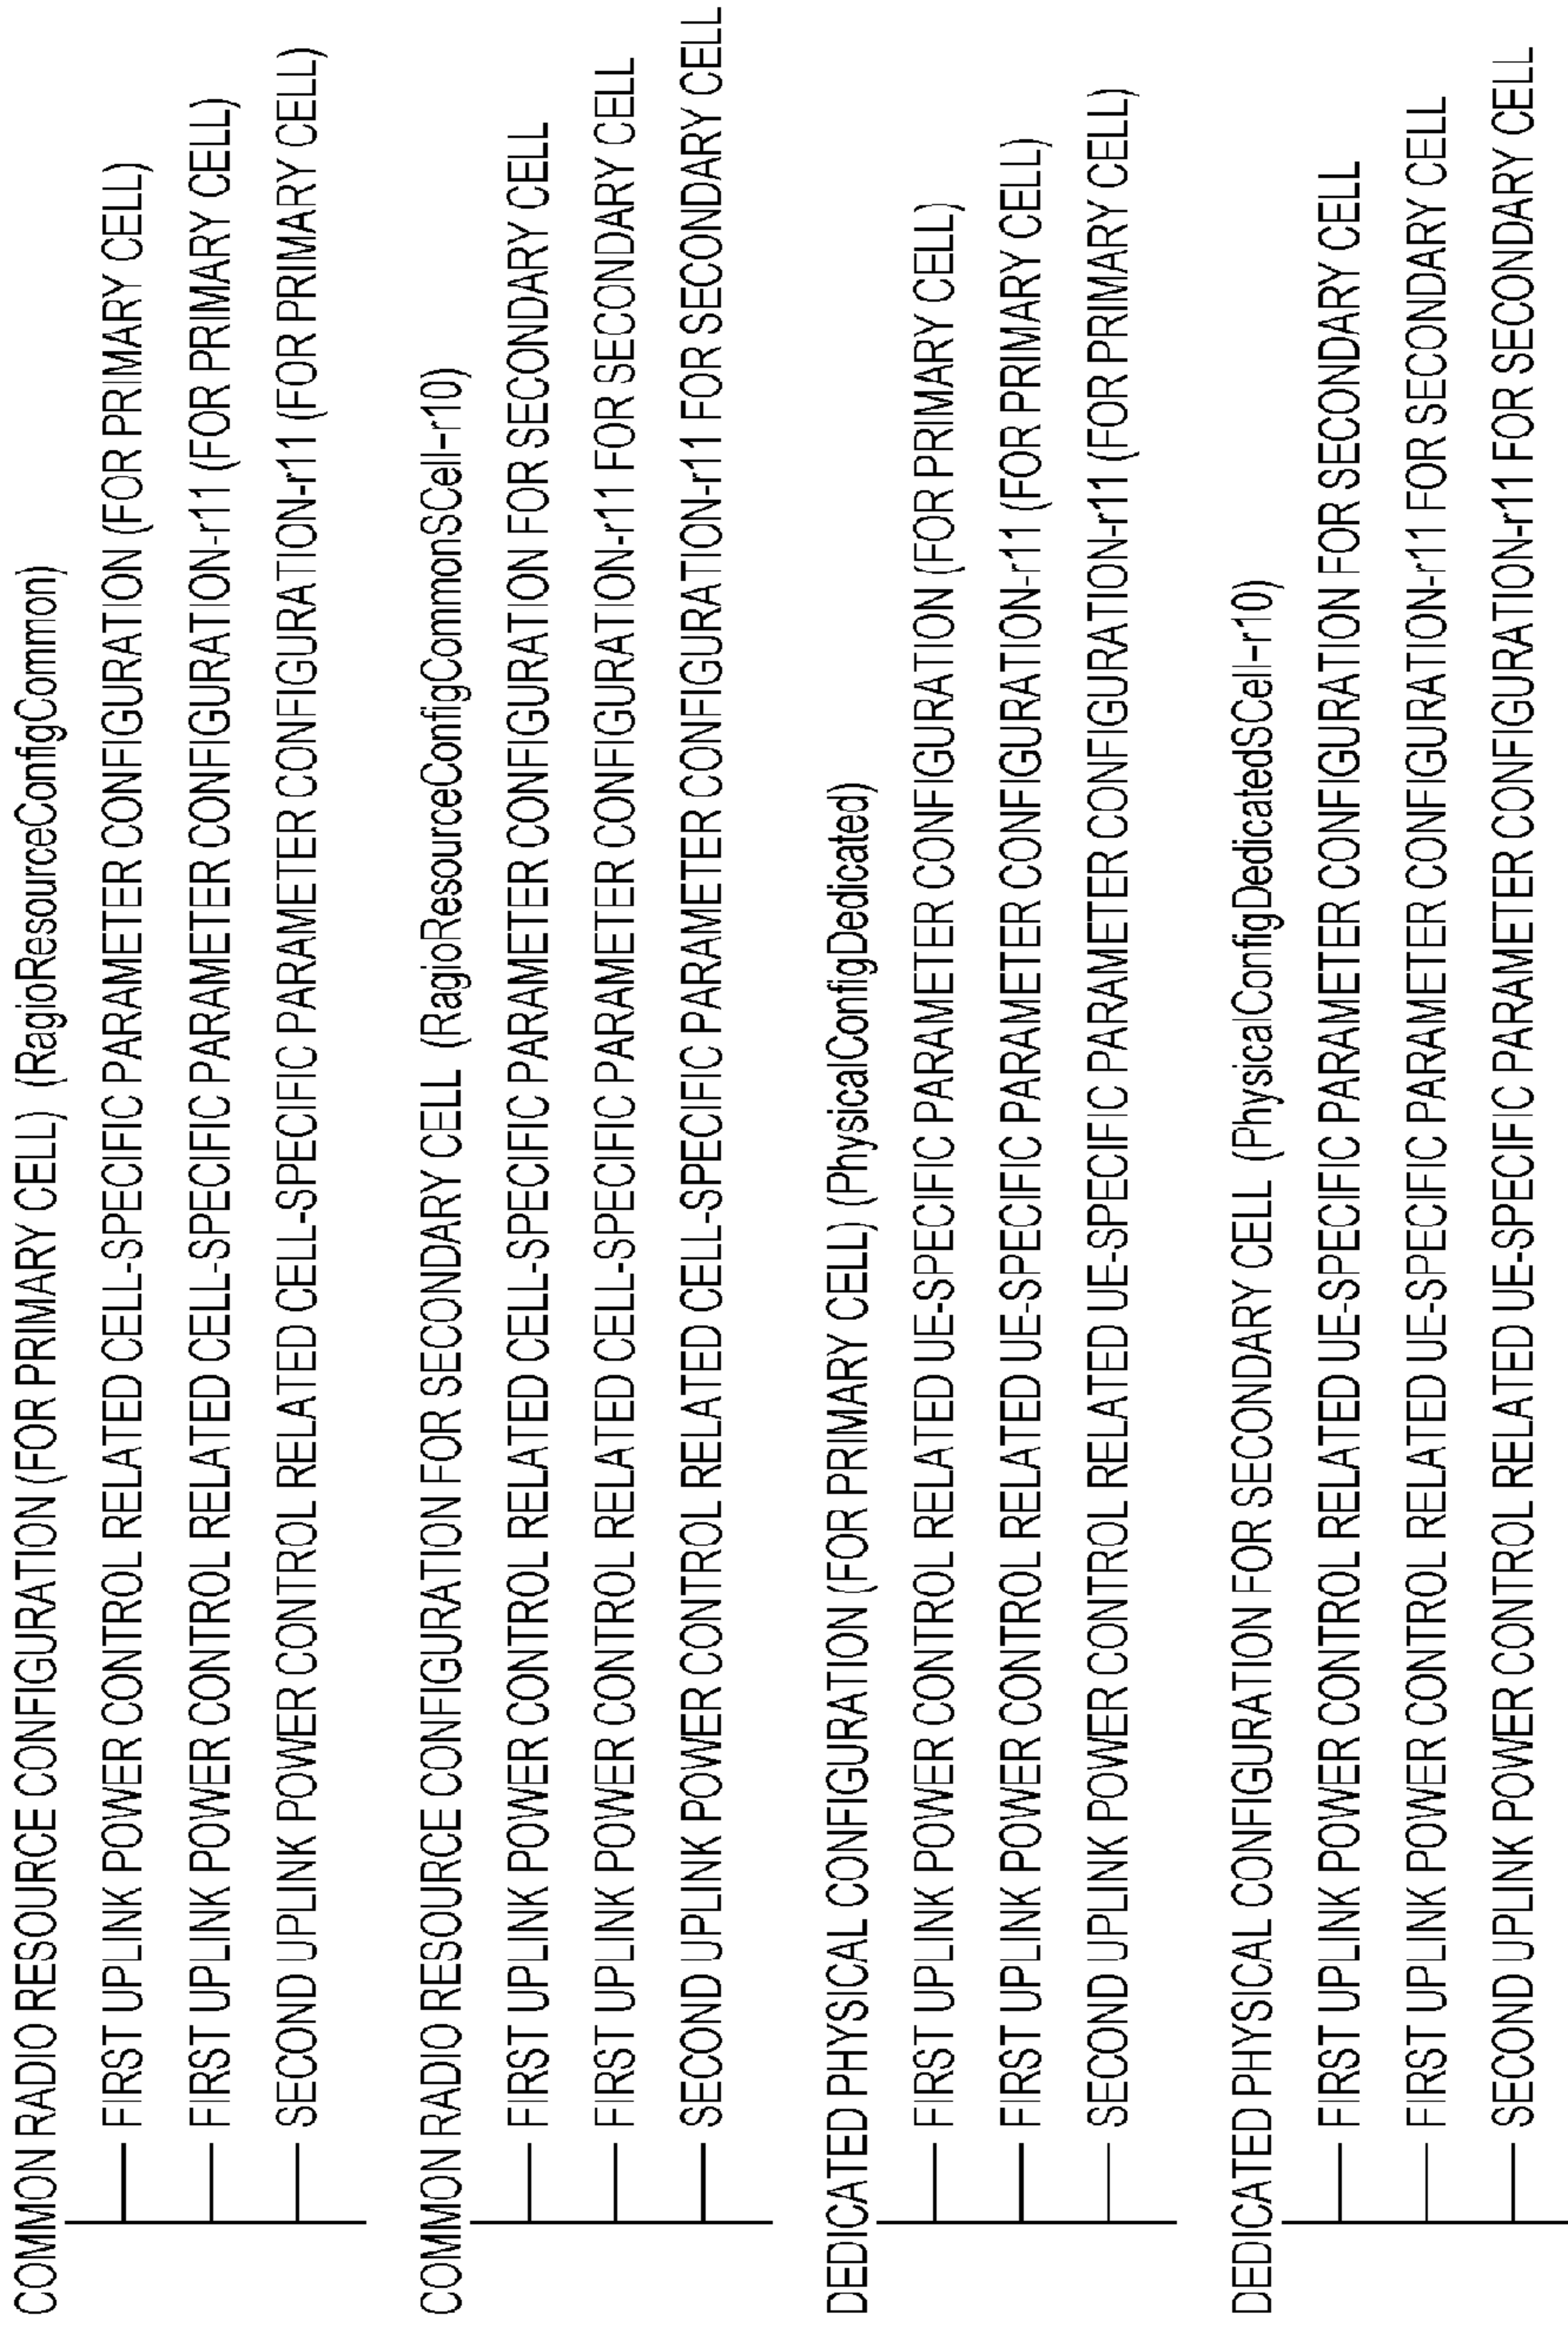 COMMON RADIO RESOURCE CONFIGURATION (FOR PRIMARY CELL) (RagioResourceConfigCommon)
FIRST UPLINK POWER CONTROL RELATED CELL-SPECIFIC PARAMETER CONFIGURATION (FOR PRIMARY CELL)
FIRST UPLINK POWER CONTROL RELATED CELL-SPECIFIC PARAMETER CONFIGURATION-r11 (FOR PRIMARY CELL)
SECOND UPLINK POWER CONTROL RELATED CELL-SPECIFIC PARAMETER CONFIGURATION-r11 (FOR PRIMARY CELL)
COMMON RADIO RESOURCE CONFIGURATION FOR SECONDARY CELL (RagioResourceConfigCommonSCell-r10)
FIRST UPLINK POWER CONTROL RELATED CELL-SPECIFIC PARAMETER CONFIGURATION FOR SECONDARY CELL
FIRST UPLINK POWER CONTROL RELATED CELL-SPECIFIC PARAMETER CONFIGURATION-r11 FOR SECONDARY CELL
SECOND UPLINK POWER CONTROL RELATED CELL-SPECIFIC PARAMETER CONFIGURATION-r11 FOR SECONDARY CELL
DEDICATED PHYSICAL CONFIGURATION (FOR PRIMARY CELL) (PhysicalConfigDedicated)
FIRST UPLINK POWER CONTROL RELATED UE-SPECIFIC PARAMETER CONFIGURATION (FOR PRIMARY CELL)
FIRST UPLINK POWER CONTROL RELATED UE-SPECIFIC PARAMETER CONFIGURATION-r11 (FOR PRIMARY CELL)
SECOND UPLINK POWER CONTROL RELATED UE-SPECIFIC PARAMETER CONFIGURATION-r11 (FOR PRIMARY CELL)
DEDICATED PHYSICAL CONFIGURATION FOR SECONDARY CELL (PhysicalConfigDedicatedSCell-r10)
FIRST UPLINK POWER CONTROL RELATED UE-SPECIFIC PARAMETER CONFIGURATION FOR SECONDARY CELL
FIRST UPLINK POWER CONTROL RELATED UE-SPECIFIC PARAMETER CONFIGURATION-r11 FOR SECONDARY CELL
SECOND UPLINK POWER CONTROL RELATED UE-SPECIFIC PARAMETER CONFIGURATION-r11 FOR SECONDARY CELL